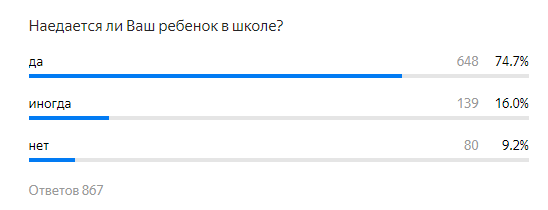 Наедается ли Ваш ребенок в школе?
да 648 74.7%
иногда 139 16.0%
нет 80 9.2%
Ответов 867